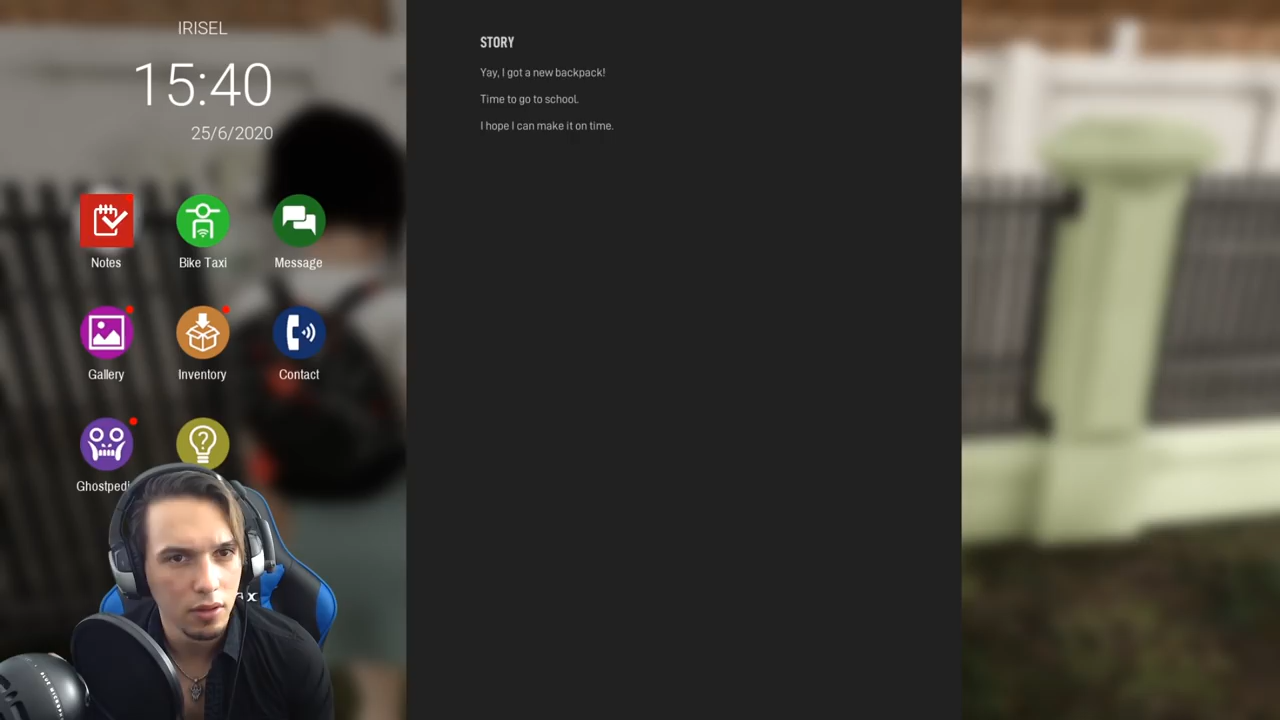 IRISEL
15:40
25/6/2020
Notes
Bike Taxi
Message
Gallery
Inventory
Contact
STORY
Yay, I got a new backpack!
Time to go to school.
I hope I can make it on time.